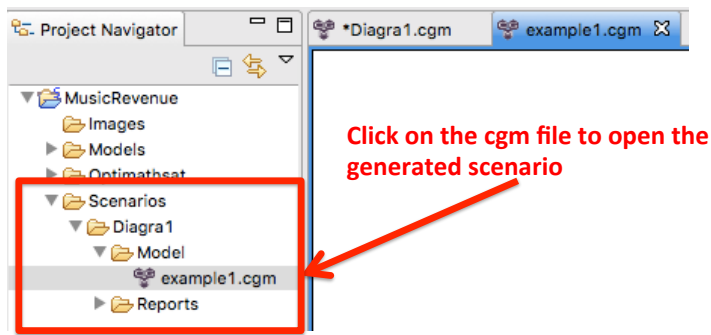 Project Navigator
*Diagra1.cgm
example1.cgm
MusicRevenue
Images
Models
Optimathsat
Scenarios
Diagra1
Model
example1.cgm
Reports
Click on the cgm file to open the
generated scenario